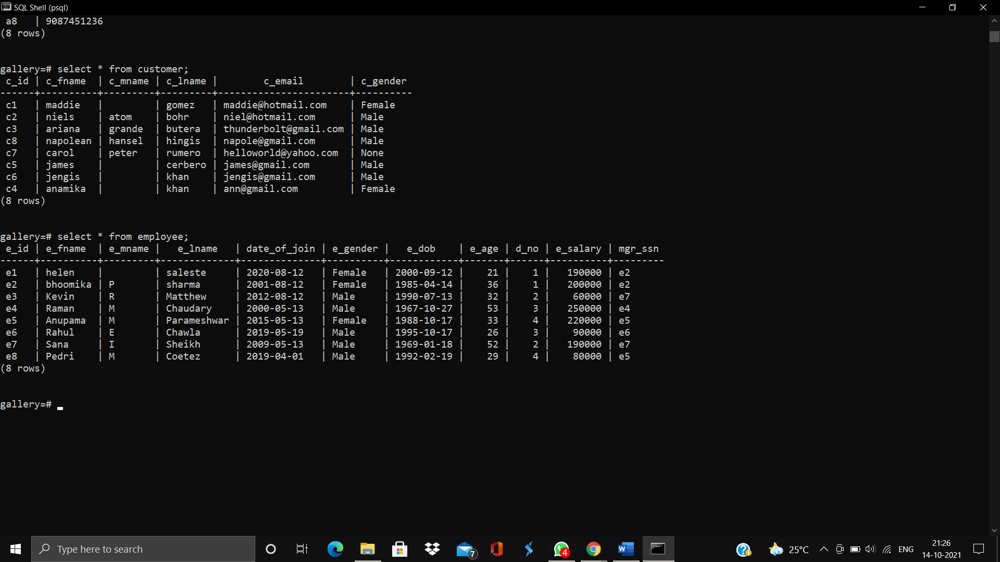 SQL Shell (psql)
a8   | 9087451236
(8 rows)
gallery=# select * from customer;
 c_id | c_fname  | c_mname | c_lname |        c_email        | c_gender
------+----------+---------+---------+-----------------------+----------
 c1   | maddie   |         | gomez   | maddie@hotmail.com    | Female
 c2   | niels    | atom    | bohr    | niel@hotmail.com      | Male
 c3   | ariana   | grande  | butera  | thunderbolt@gmail.com | Male
 c8   | napolean | hansel  | hingis  | napole@gmail.com      | Male
 c7   | carol    | peter   | rumero  | helloworld@yahoo.com  | None
 c5   | james    |         | cerbero | james@gmail.com       | Male
 c6   | jengis   |         | khan    | jengis@gmail.com      | Male
 c4   | anamika  |         | khan    | ann@gmail.com         | Female
(8 rows)
gallery=# select * from employee;
 e_id | e_fname  | e_mname |   e_lname   | date_of_join | e_gender |   e_dob    | e_age | d_no | e_salary | mgr_ssn
------+----------+---------+-------------+--------------+----------+------------+-------+------+----------+---------
 e1   | helen    |         | saleste     | 2020-08-12   | Female   | 2000-09-12 |    21 |    1 |   190000 | e2
 e2   | bhoomika | P       | sharma      | 2001-08-12   | Female   | 1985-04-14 |    36 |    1 |   200000 | e2
 e3   | Kevin    | R       | Matthew     | 2012-08-12   | Male     | 1990-07-13 |    32 |    2 |    60000 | e7
 e4   | Raman    | M       | Chaudary    | 2000-05-13   | Male     | 1967-10-27 |    53 |    3 |   250000 | e4
 e5   | Anupama  | M       | Parameshwar | 2015-05-13   | Female   | 1988-10-17 |    33 |    4 |   220000 | e5
 e6   | Rahul    | E       | Chawla      | 2019-05-19   | Male     | 1995-10-17 |    26 |    3 |    90000 | e6
 e7   | Sana     | I       | Sheikh      | 2009-05-13   | Male     | 1969-01-18 |    52 |    2 |   190000 | e7
 e8   | Pedri    | M       | Coetez      | 2019-04-01   | Male     | 1992-02-19 |    29 |    4 |    80000 | e5
(8 rows)
gallery=#
Type here to search
7
4
25°C
ENG
21:26
14-10-2021